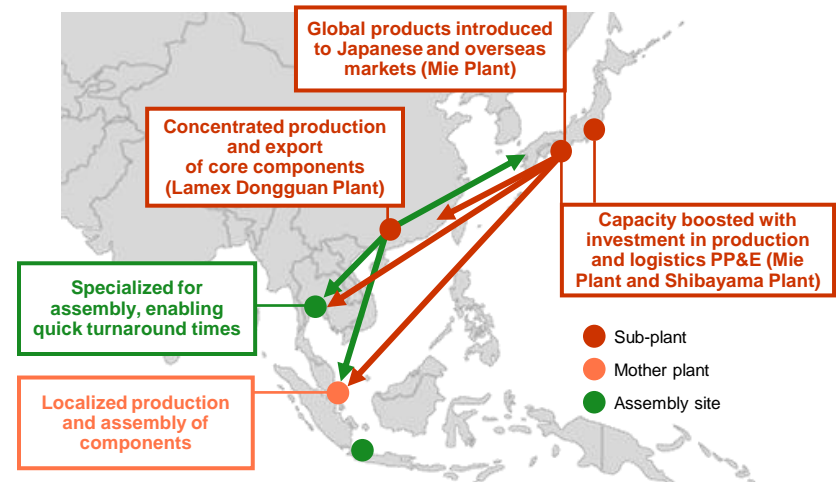 Global products introduced
to Japanese and overseas
markets (Mie Plant)
Concentrated production
and export
of core components
(Lamex Dongguan Plant)
Capacity boosted with
investment in production
and logistics PP&E (Mie
Plant and Shibayama Plant)
Specialized for
assembly, enabling
quick turnaround times
Localized production
and assembly of
components
Sub-plant
Mother plant
Assembly site